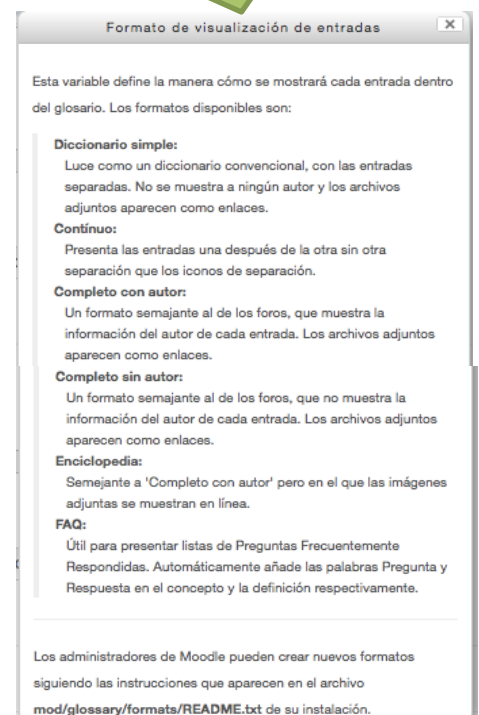 Formato de visualización de entradas
Esta variable define la manera cómo se mostrará cada entrada dentro
del glosario. Los formatos disponibles son:
Diccionario simple:
Luce como un diccionario convencional, con las entradas
separadas. No se muestra a ningún autor y los archivos
adjuntos aparecen como enlaces.
Contínuo:
Presenta las entradas una después de la otra sin otra
separación que los iconos de separación.
Completo con autor:
Un formato semajante al de los foros, que muestra la
información del autor de cada entrada. Los archivos adjuntos
aparecen como enlaces.
Completo sin autor:
Un formato semajante al de los foros, que no muestra la
información del autor de cada entrada. Los archivos adjuntos
aparecen como enlaces.
Enciclopedia:
Semejante a 'Completo con autor' pero en el que las imágenes
adjuntas se muestran en línea.
FAQ:
Útil para presentar listas de Preguntas Frecuentemente
Respondidas. Automáticamente añade las palabras Pregunta y
Respuesta en el concepto y la definición respectivamente.
Los administradores de Moodle pueden crear nuevos formatos
siguiendo las instrucciones que aparecen en el archivo
mod/glossary/formats/README.txt de su instalación.